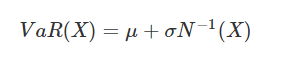 VaR(X) = μ + σN⁻¹(X)